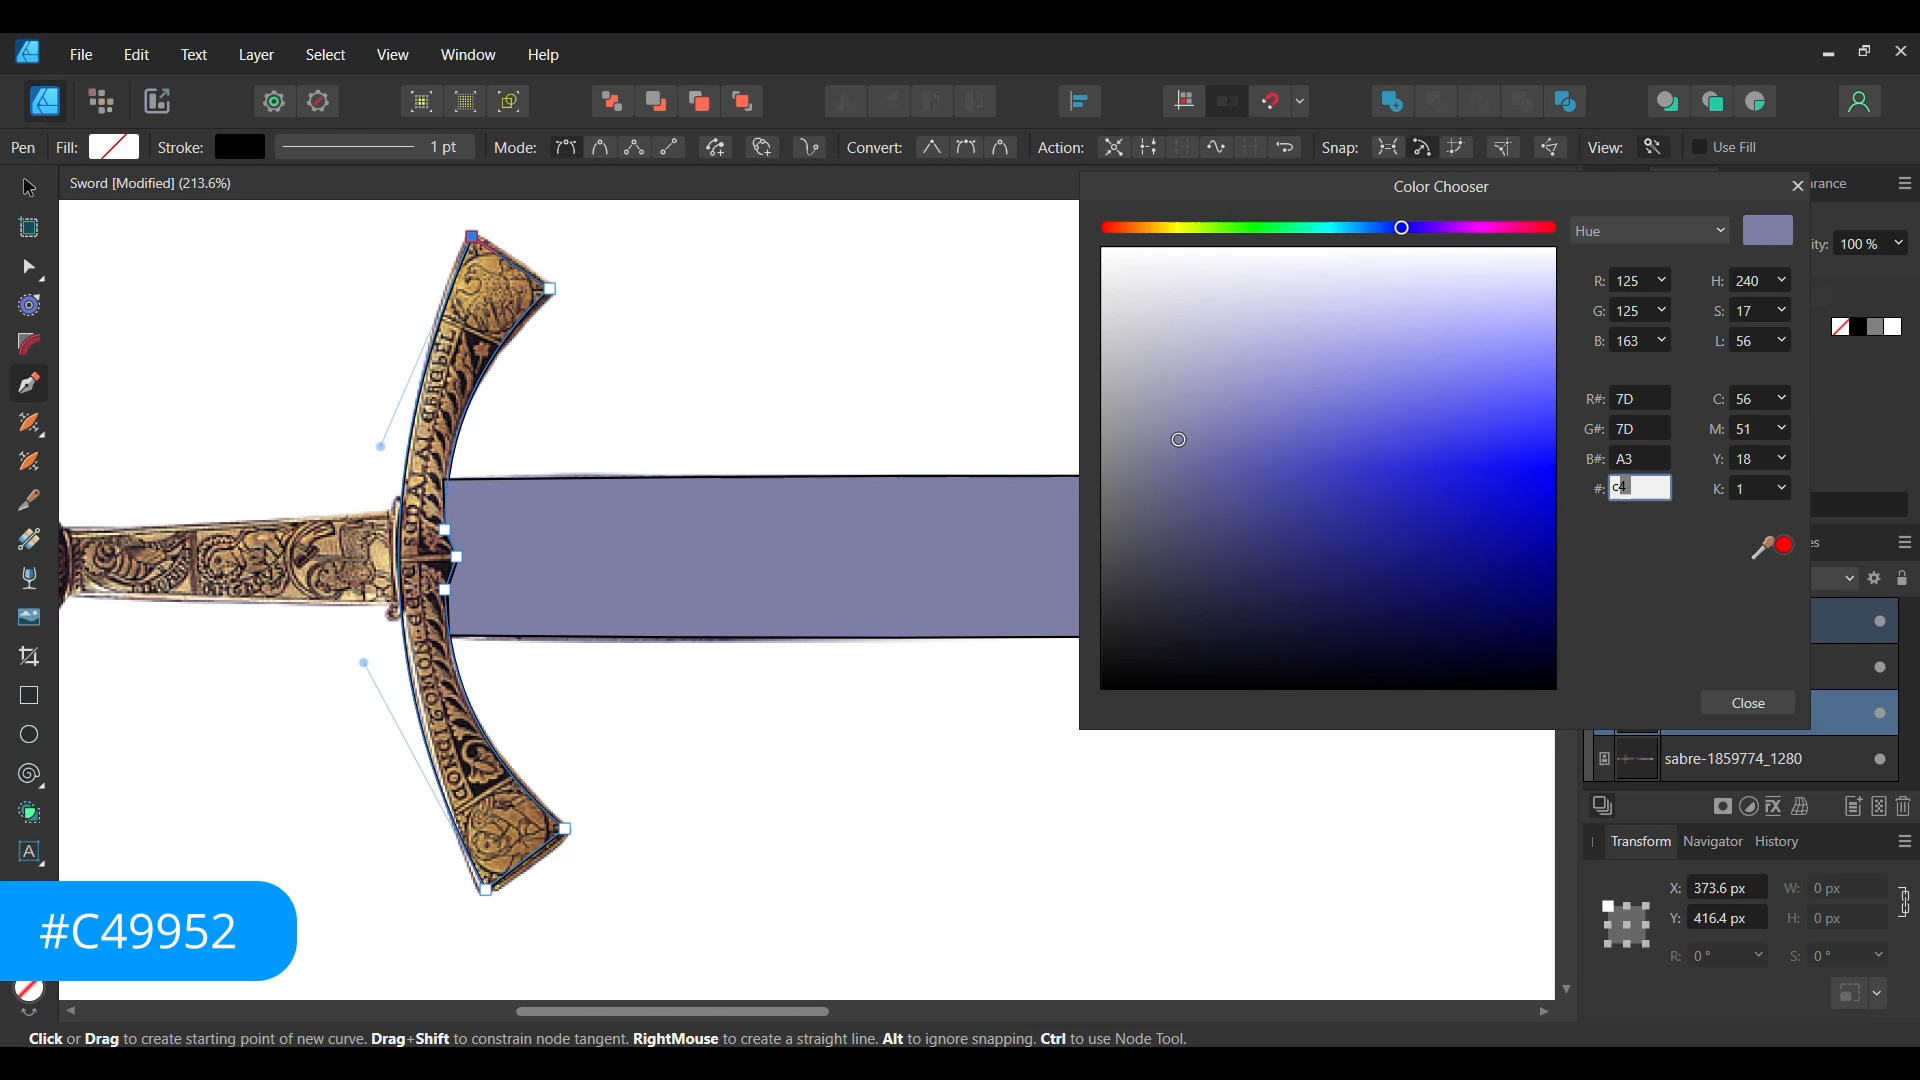 File Edit Text Layer Select View Window Help
Pen Fill: Stroke: 1 pt Mode: Convert: Action: Snap: View: Use Fill
Sword [Modified] (213.6%)
Color Chooser
arance
Hue
ity: 100 %
R: 125 H: 240
G: 125 S: 17
B: 163 L: 56
R#: 7D C: 56
G#: 7D M: 51
B#: A3 Y: 18
#: c4 K: 1
es
Close
sabre-1859774_1280
FX
Transform Navigator History
X: 373.6 px W: 0 px
Y: 416.4 px H: 0 px
R: 0 ° S: 0 °
A
#C49952
Click or Drag to create starting point of new curve. Drag+Shift to constrain node tangent. RightMouse to create a straight line. Alt to ignore snapping. Ctrl to use Node Tool.